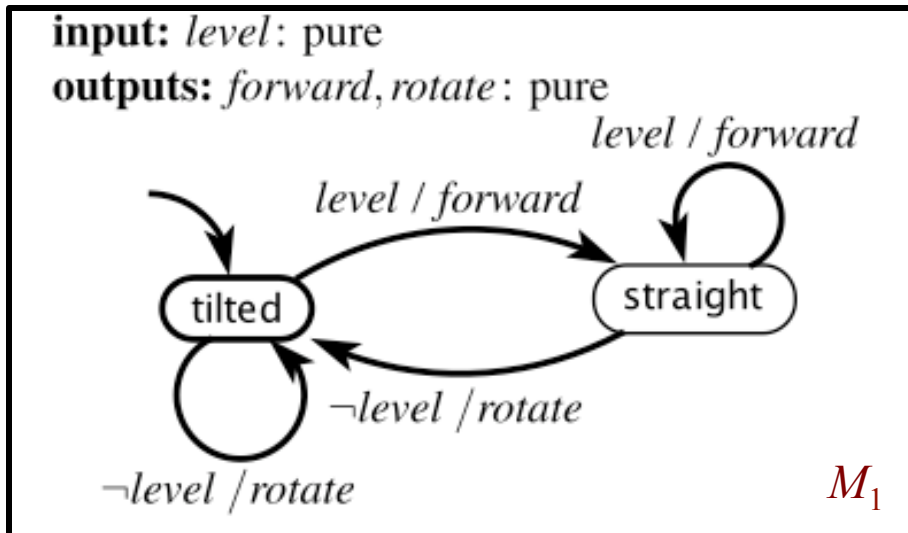 input: level: pure
outputs: forward, rotate: pure
level / forward
level / forward
tilted
straight
¬level /rotate
¬level /rotate
M1